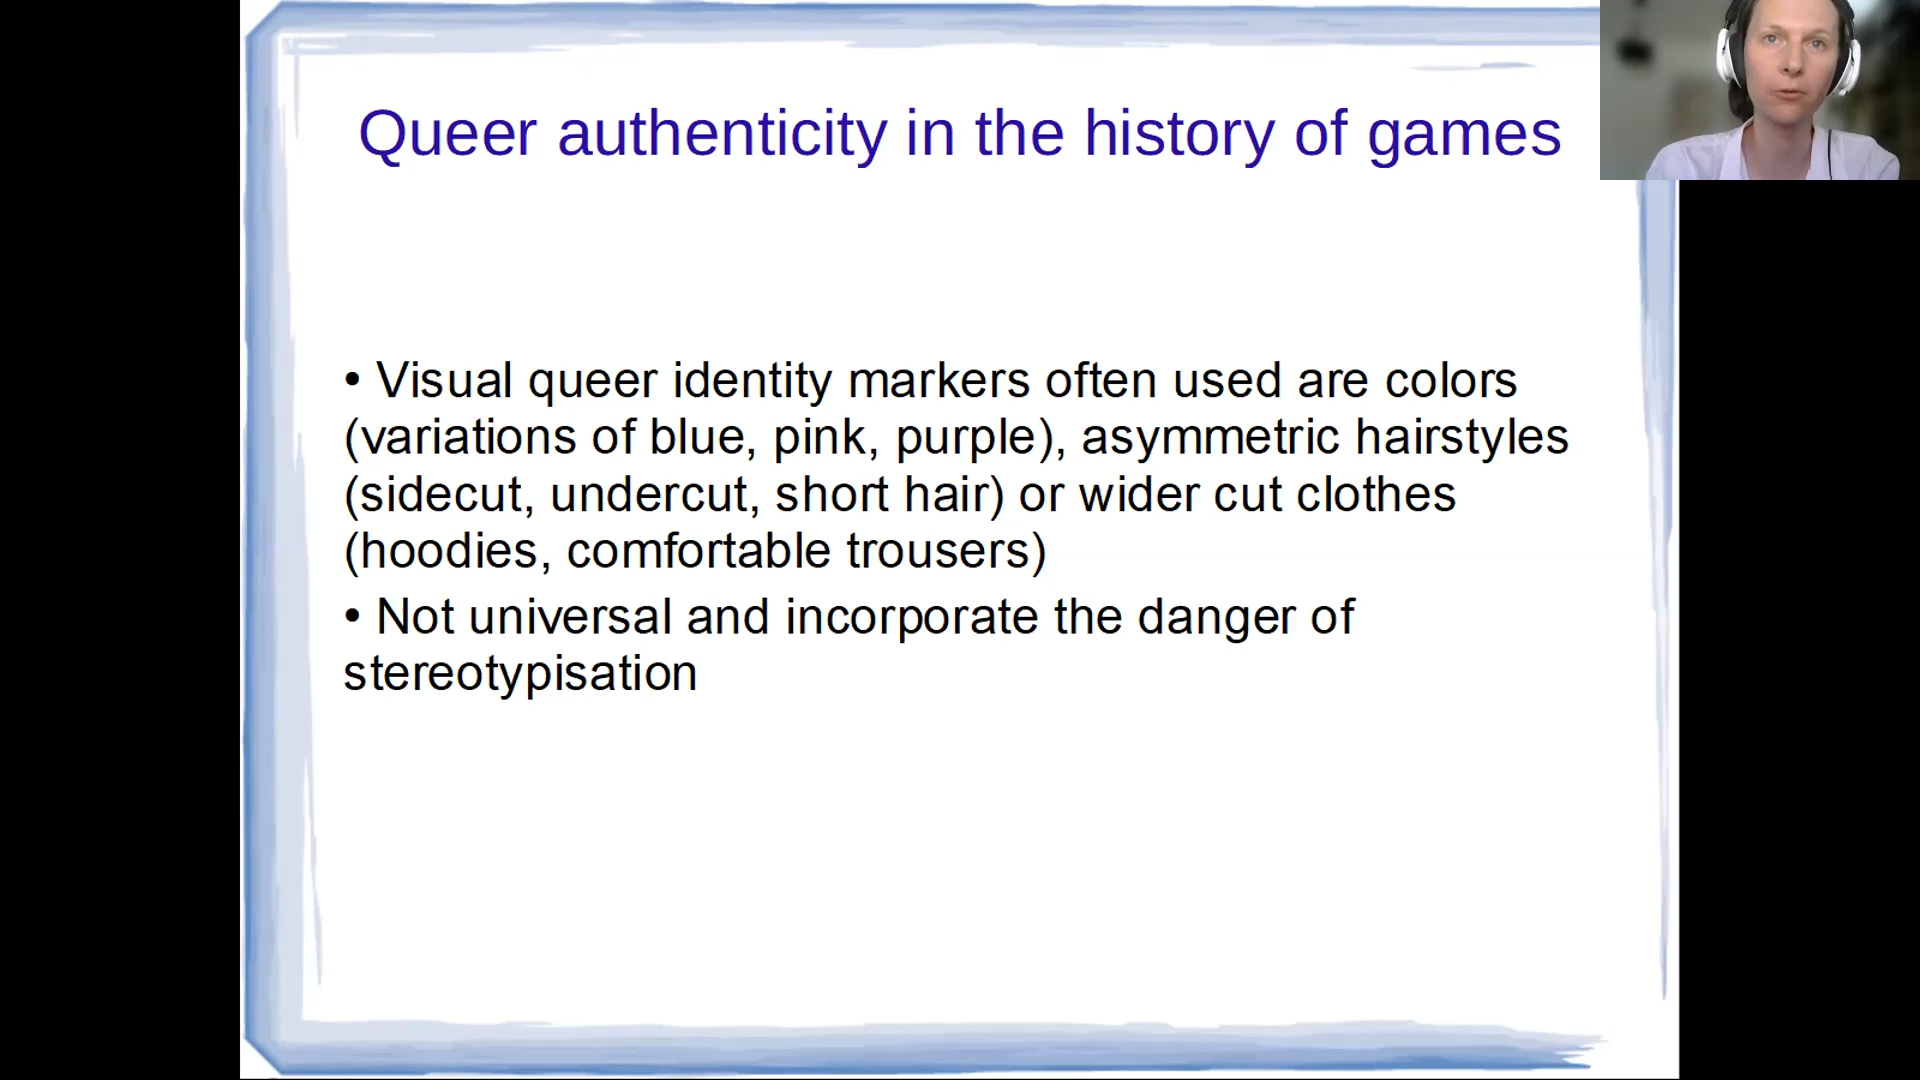 Queer authenticity in the history of games
• Visual queer identity markers often used are colors
(variations of blue, pink, purple), asymmetric hairstyles
(sidecut, undercut, short hair) or wider cut clothes
(hoodies, comfortable trousers)
• Not universal and incorporate the danger of
stereotypisation